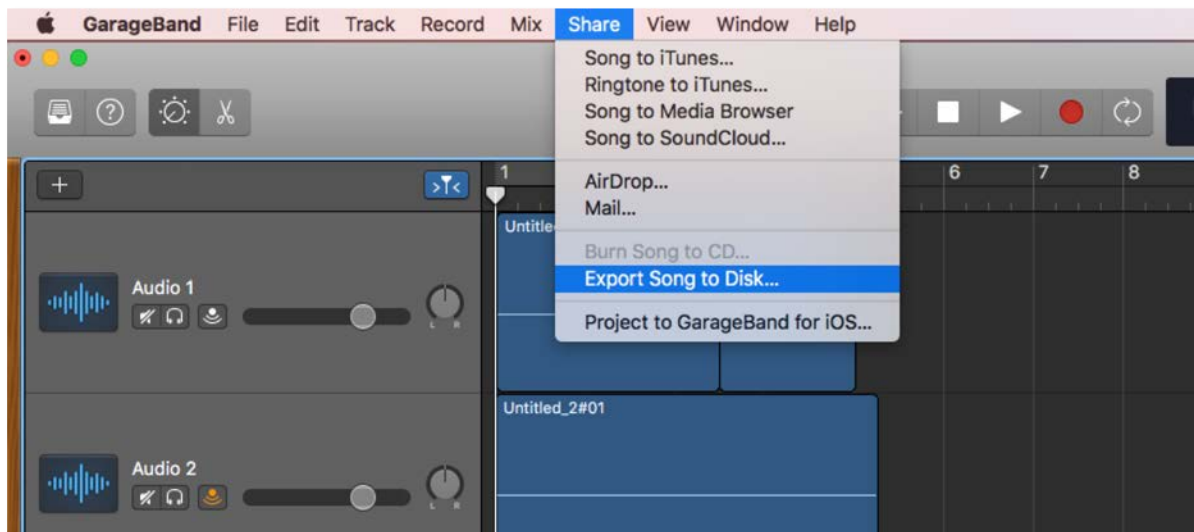 GarageBand File Edit Track Record Mix Share View Window Help
Song to iTunes...
Ringtone to iTunes...
Song to Media Browser
Song to SoundCloud...
AirDrop...
Mail...
Burn Song to CD...
Export Song to Disk...
Project to GarageBand for iOS...
1 6 7 8
Audio 1
L R
Untitled_2#01
Audio 2
L R